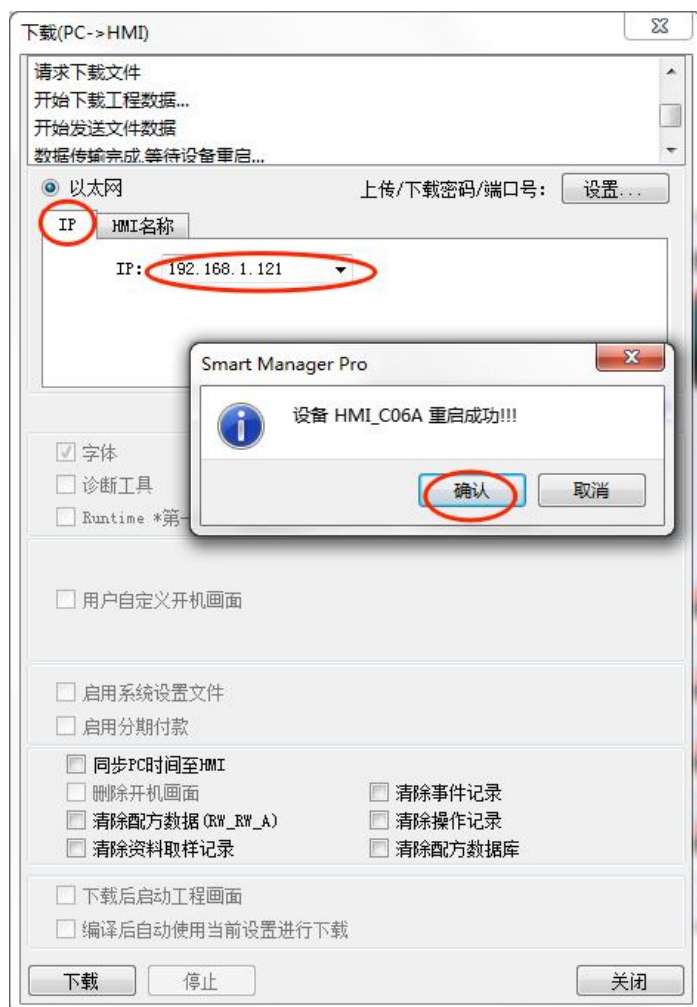 下载(PC->HMI)
请求下载文件
开始下载工程数据...
开始发送文件数据
数据传输完成,等待设备重启...
以太网
上传/下载密码/端口号：
设置...
IP
HMI名称
IP: 192.168.1.121
Smart Manager Pro
设备 HMI_C06A 重启成功!!!
确认
取消
字体
诊断工具
Runtime *第一
用户自定义开机画面
启用系统设置文件
启用分期付款
同步PC时间至HMI
删除开机画面
清除事件记录
清除配方数据(RW_RW_A)
清除操作记录
清除资料取样记录
清除配方数据库
下载后启动工程画面
编译后自动使用当前设置进行下载
下载
停止
关闭